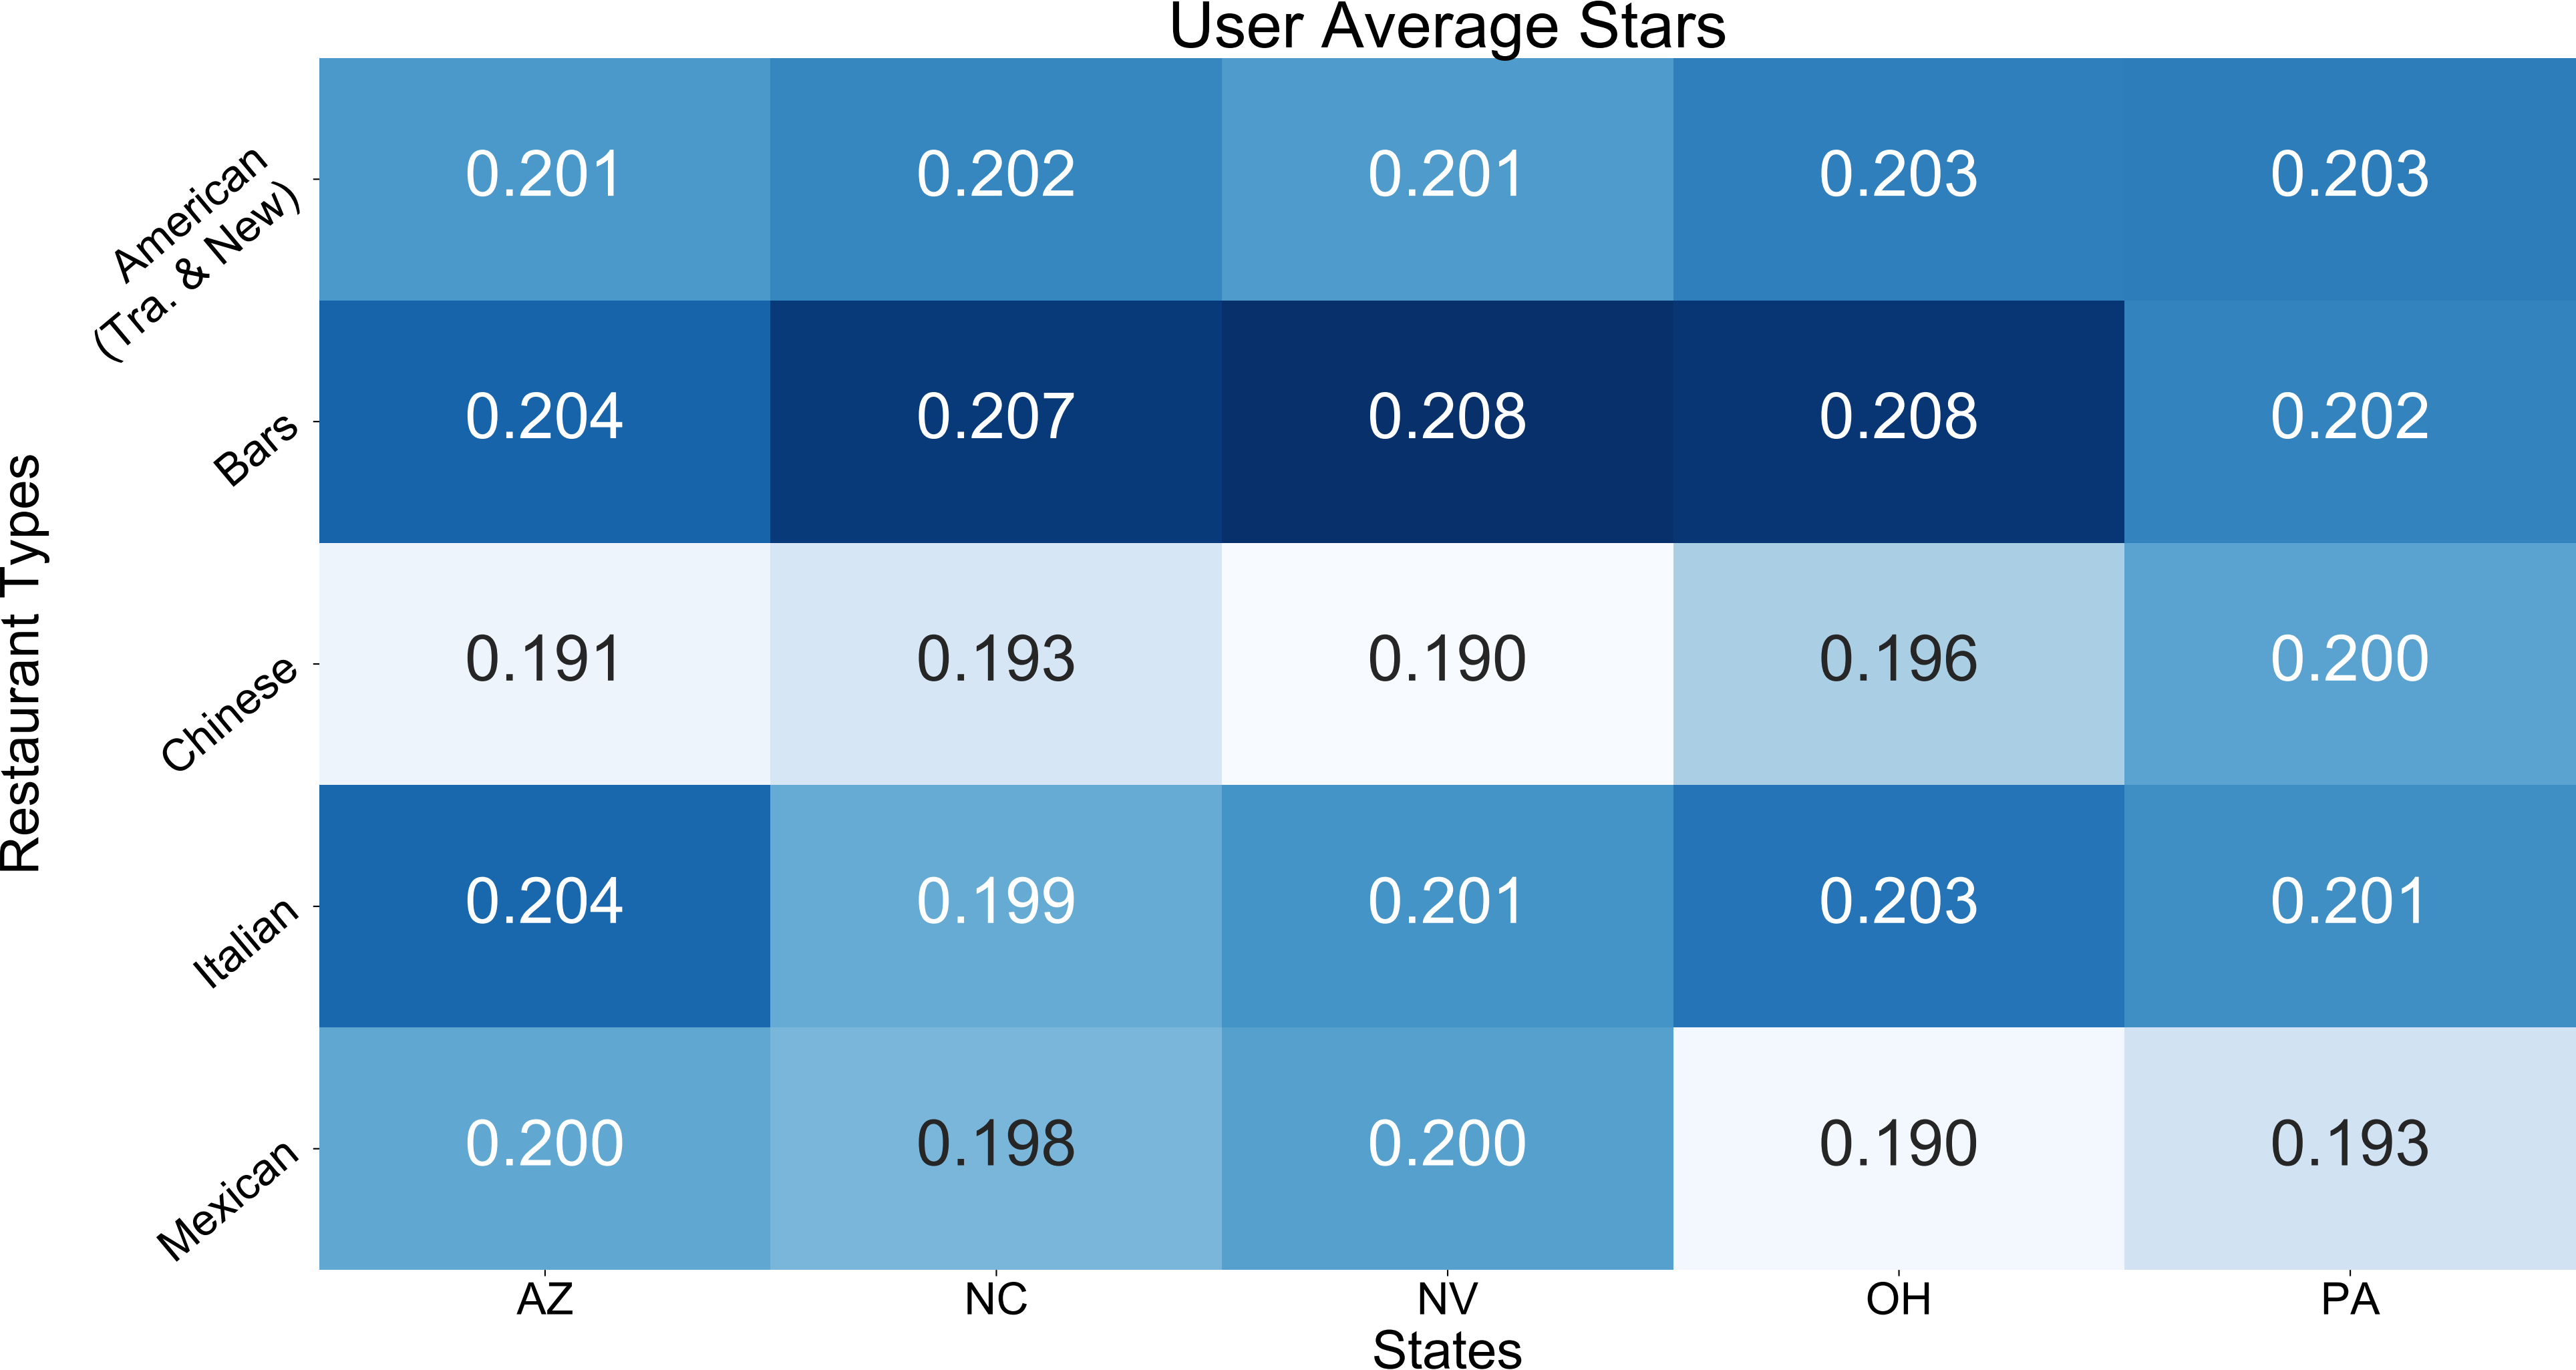 User Average Stars
Restaurant Types
American
(Tra. & New)
0.201 0.202 0.201 0.203 0.203
Bars
0.204 0.207 0.208 0.208 0.202
Chinese
0.191 0.193 0.190 0.196 0.200
Italian
0.204 0.199 0.201 0.203 0.201
Mexican
0.200 0.198 0.200 0.190 0.193
AZ NC NV OH PA
States